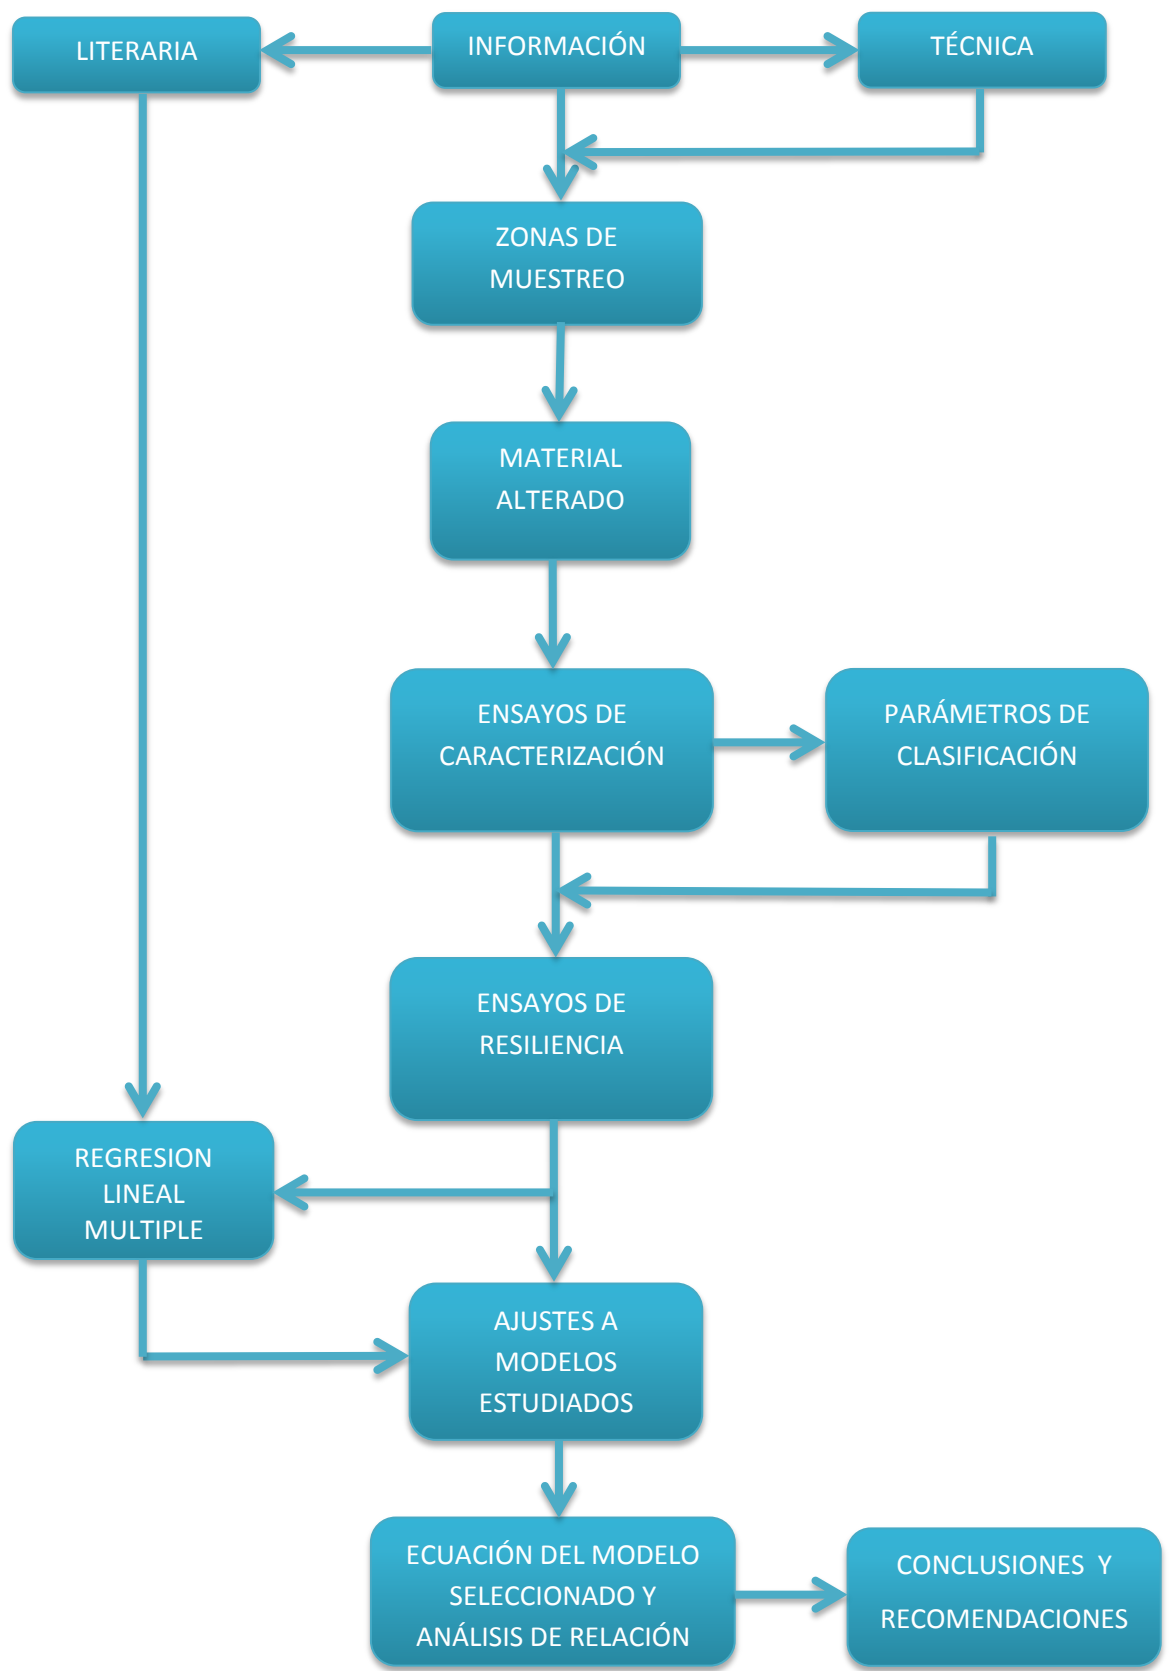 LITERARIA
INFORMACIÓN
TÉCNICA
ZONAS DE
MUESTREO
MATERIAL
ALTERADO
ENSAYOS DE
CARACTERIZACIÓN
PARÁMETROS DE
CLASIFICACIÓN
ENSAYOS DE
RESILIENCIA
REGRESION
LINEAL
MULTIPLE
AJUSTES A
MODELOS
ESTUDIADOS
ECUACIÓN DEL MODELO
SELECCIONADO Y
ANÁLISIS DE RELACIÓN
CONCLUSIONES Y
RECOMENDACIONES